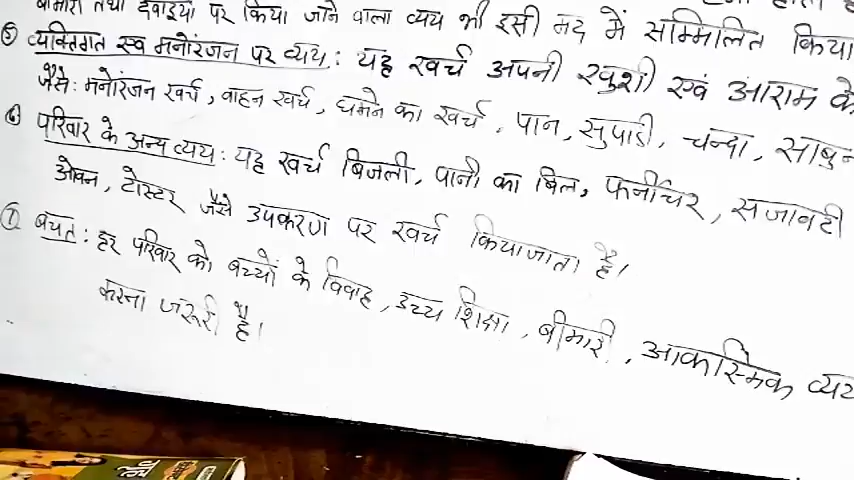 बीमारी तथा दवाइयों पर किया जाने वाला व्यय भी इसी मद में सम्मिलित किया
⑤ व्यक्तिगत स्व मनोरंजन पर व्यय : यह खर्च अपनी खुशी एवं आराम के
जैसे : मनोरंजन खर्च, वाहन खर्च, घूमने का खर्च, पान, सुपाड़ी, चन्दा, साबुन
⑥ परिवार के अन्य व्यय : यह खर्च बिजली, पानी का बिल, फर्नीचर, सजावटी
ओवन, टोस्टर जैसे उपकरण पर खर्च किया जाता है।
⑦ बचत : हर परिवार को बच्चों के विवाह, उच्च शिक्षा, बीमारी, आकस्मिक व्यय
करना जरूरी है।